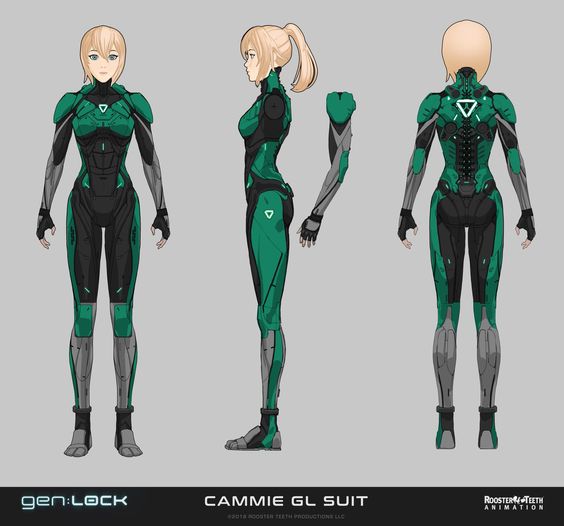 gen:LOCK
CAMMIE GL SUIT
©2018 ROOSTER TEETH PRODUCTIONS LLC
ROOSTER TEETH
ANIMATION